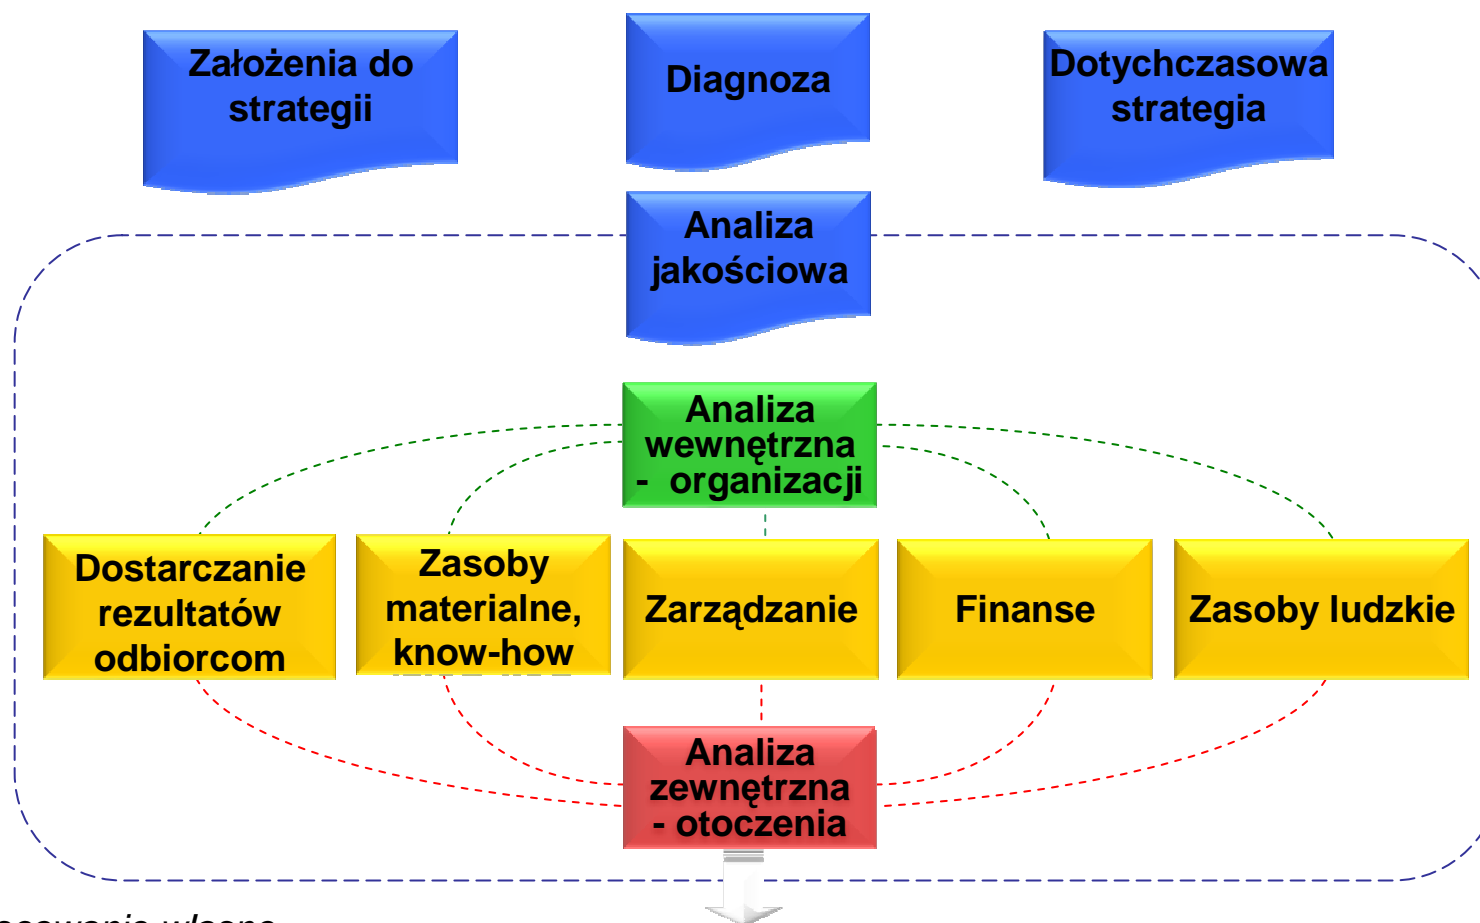 Założenia do
strategii
Diagnoza
Dotychczasowa
strategia
Analiza
jakościowa
Analiza
wewnętrzna
- organizacji
Dostarczanie
rezultatów
odbiorcom
Zasoby
materialne,
know-how
Zarządzanie
Finanse
Zasoby ludzkie
Analiza
zewnętrzna
- otoczenia